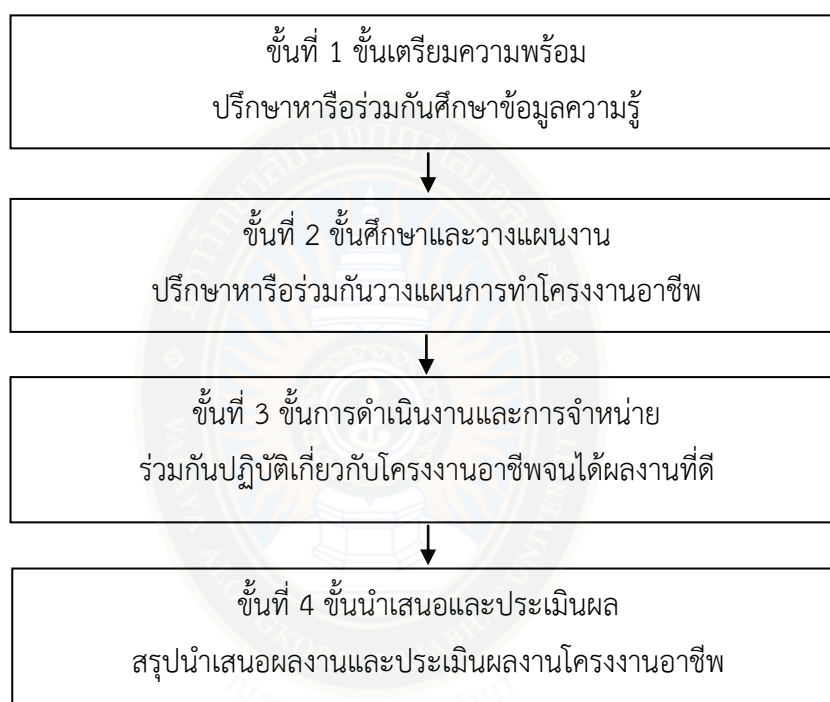 ขั้นที่ 1 ขั้นเตรียมความพร้อม
ปรึกษาหารือร่วมกันศึกษาข้อมูลความรู้
ขั้นที่ 2 ขั้นศึกษาและวางแผนงาน
ปรึกษาหารือร่วมกันวางแผนการทำโครงงานอาชีพ
ขั้นที่ 3 ขั้นการดำเนินงานและการจำหน่าย
ร่วมกันปฏิบัติเกี่ยวกับโครงงานอาชีพจนได้ผลงานที่ดี
ขั้นที่ 4 ขั้นนำเสนอและประเมินผล
สรุปนำเสนอผลงานและประเมินผลงานโครงงานอาชีพ